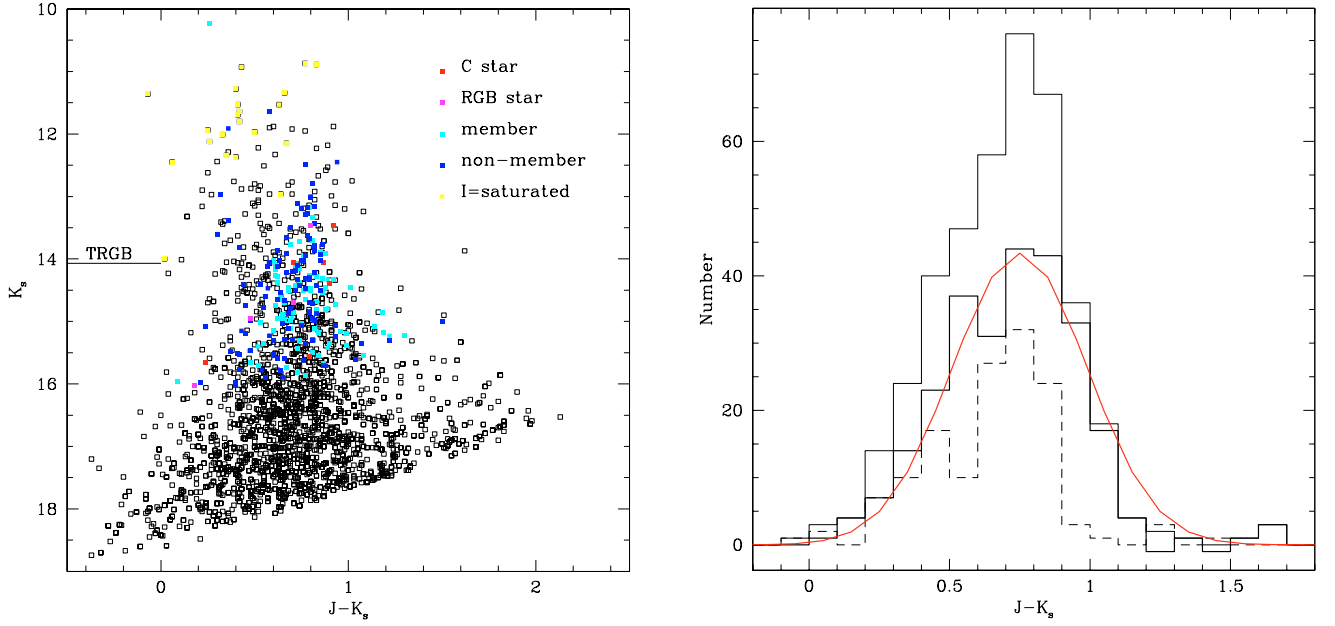 10
12
14
16
18
K_s
TRGB
C star
RGB star
member
non-member
I=saturated
0
1
2
J-K_s
60
40
20
0
Number
0
0.5
1
1.5
J-K_s